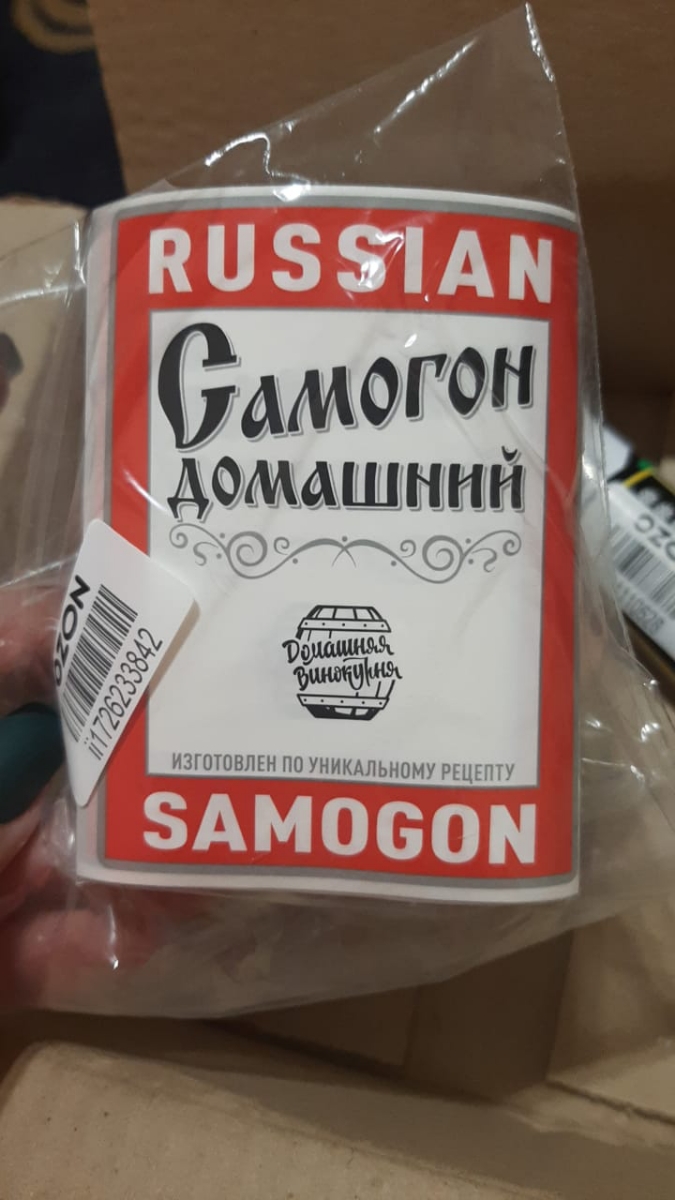 RUSSIAN
Самогон
домашний
Домашняя
Винокурня
ИЗГОТОВЛЕН ПО УНИКАЛЬНОМУ РЕЦЕПТУ
SAMOGON
OZON
ii1726233842